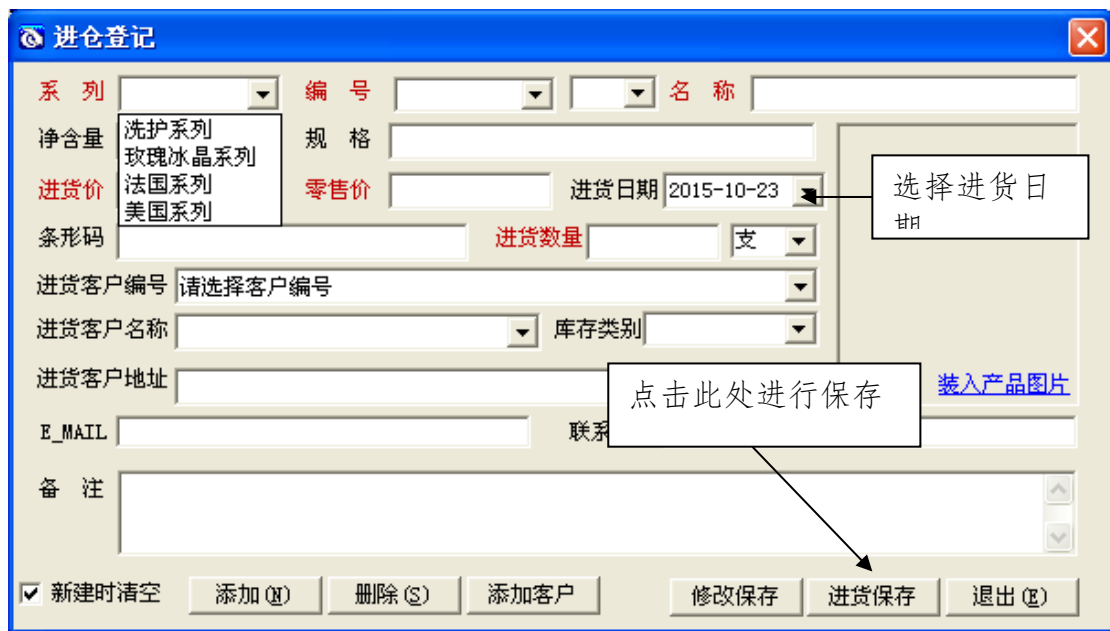 进仓登记
系 列 编 号 名 称
洗护系列
玫瑰冰晶系列
法国系列
美国系列
净含量 规 格
进货价 零售价 进货日期 2015-10-23
选择进货日
期
条形码 进货数量 支
进货客户编号 请选择客户编号
进货客户名称 库存类别
进货客户地址
点击此处进行保存
装入产品图片
E_MAIL 联系
备 注
新建时清空 添加(N) 删除(S) 添加客户 修改保存 进货保存 退出(E)